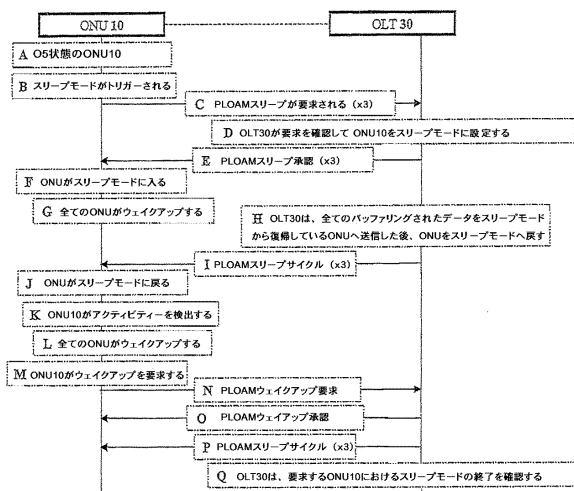 ONU 10
OLT 30
A O5状態のONU10
B スリープモードがトリガーされる
C PLOAMスリープが要求される (x3)
D OLT30が要求を確認して ONU10をスリープモードに設定する
E PLOAMスリープ承認 (x3)
F ONUがスリープモードに入る
G 全てのONUがウェイクアップする
H OLT30は、全てのバッファリングされたデータをスリープモード
から復帰しているONUへ送信した後、ONUをスリープモードへ戻す
I PLOAMスリープサイクル (x3)
J ONUがスリープモードに戻る
K ONU10がアクティビティーを検出する
L 全てのONUがウェイクアップする
M ONU10がウェイクアップを要求する
N PLOAMウェイクアップ要求
O PLOAMウェイアップ承認
P PLOAMスリープサイクル (x3)
Q OLT30は、要求するONU10におけるスリープモードの終了を確認する